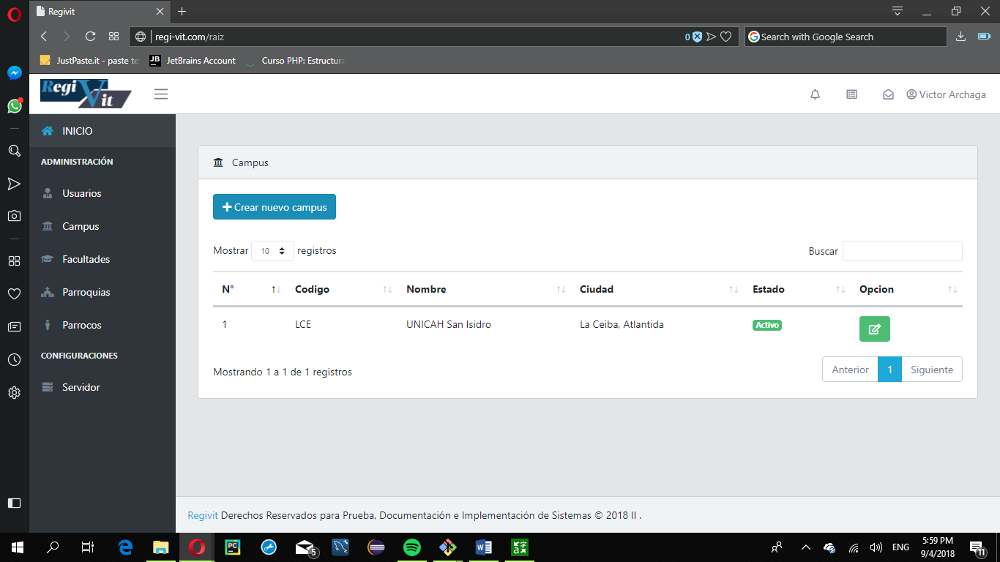 Regivit
regi-vit.com/raiz
0
Search with Google Search
JustPaste.it - paste te
JB JetBrains Account
Curso PHP: Estructura
Regi Vit
Victor Archaga
INICIO
ADMINISTRACIÓN
Usuarios
Campus
Facultades
Parroquias
Parrocos
CONFIGURACIONES
Servidor
Campus
Crear nuevo campus
Mostrar 10 registros
Buscar
N° Codigo Nombre Ciudad Estado Opcion
1 LCE UNICAH San Isidro La Ceiba, Atlantida Activo
Mostrando 1 a 1 de 1 registros
Anterior 1 Siguiente
Regivit Derechos Reservados para Prueba, Documentación e Implementación de Sistemas © 2018 II .
PC
5
W
ENG
5:59 PM
9/4/2018
11